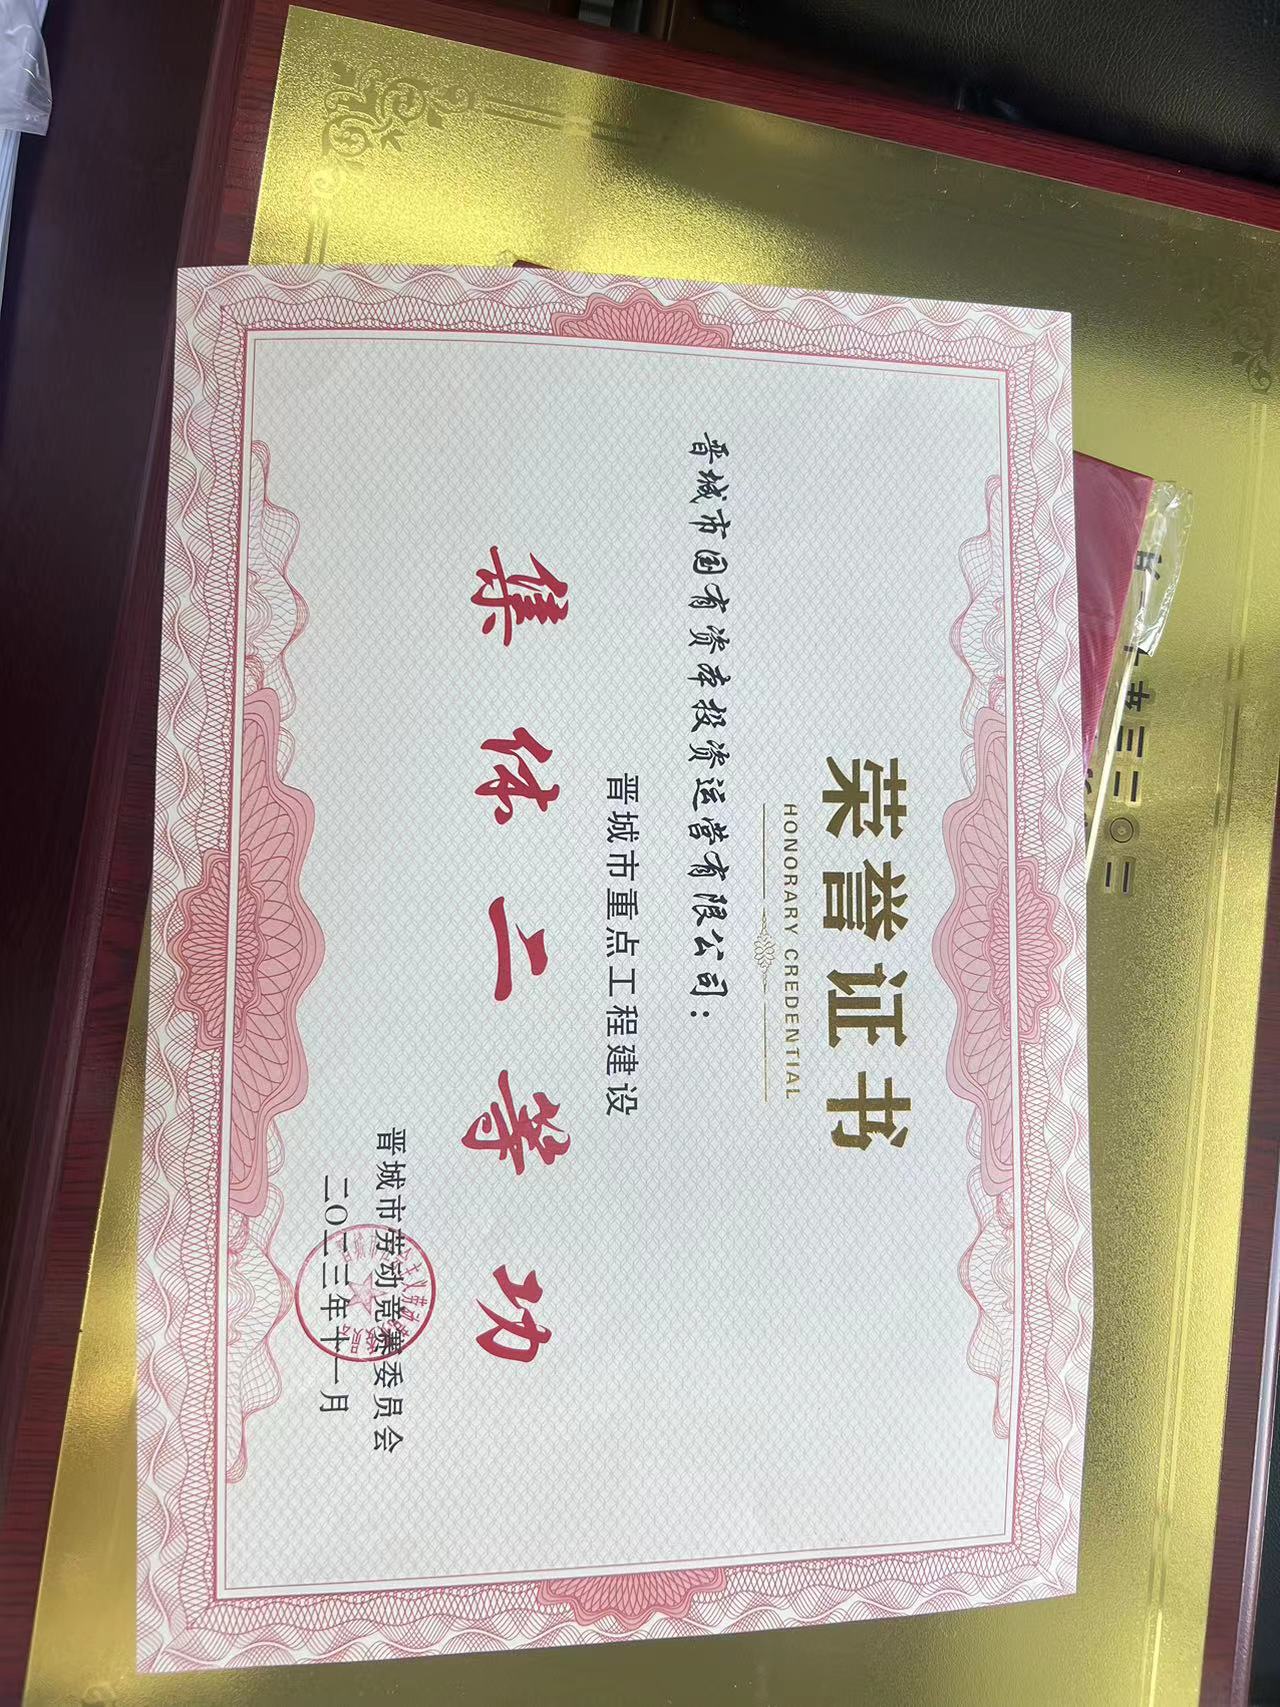 荣誉证书
HONORARY CREDENTIAL
晋城市国有资本投资运营有限公司：
晋城市重点工程建设
集体二等功
晋城市劳动竞赛委员会
二〇二三年十一月